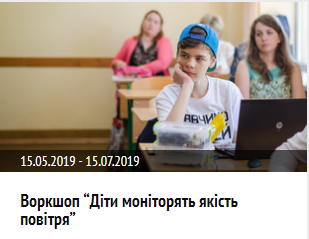 15.05.2019 - 15.07.2019
Воркшоп “Діти моніторять якість
повітря”